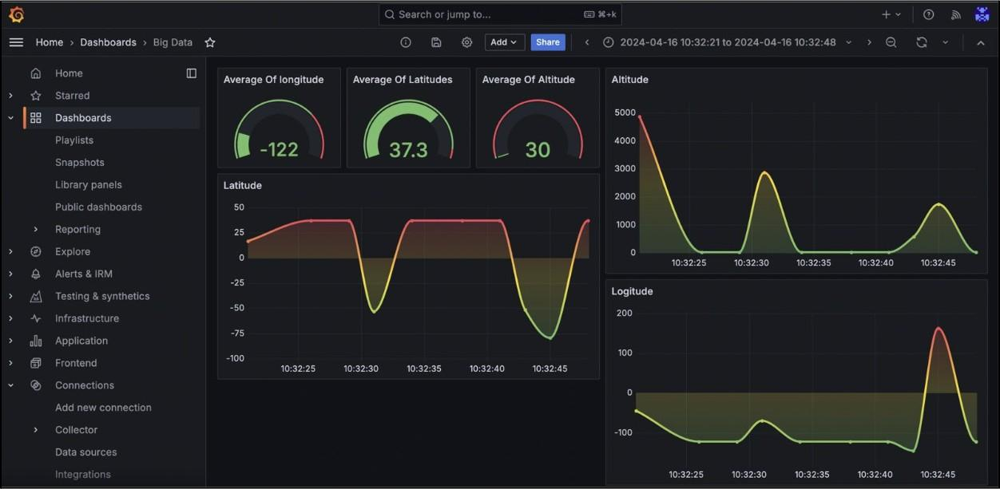 Search or jump to... ⌘+k
Home › Dashboards › Big Data
Add
Share
2024-04-16 10:32:21 to 2024-04-16 10:32:48
Home
Starred
Dashboards
Playlists
Snapshots
Library panels
Public dashboards
Reporting
Explore
Alerts & IRM
Testing & synthetics
Infrastructure
Application
Frontend
Connections
Add new connection
Collector
Data sources
Integrations
Average Of longitude
-122
Average Of Latitudes
37.3
Average Of Altitude
30
Altitude
5000
4000
3000
2000
1000
0
10:32:25 10:32:30 10:32:35 10:32:40 10:32:45
Latitude
50
25
0
-25
-50
-75
-100
10:32:25 10:32:30 10:32:35 10:32:40 10:32:45
Logitude
200
100
0
-100
10:32:25 10:32:30 10:32:35 10:32:40 10:32:45